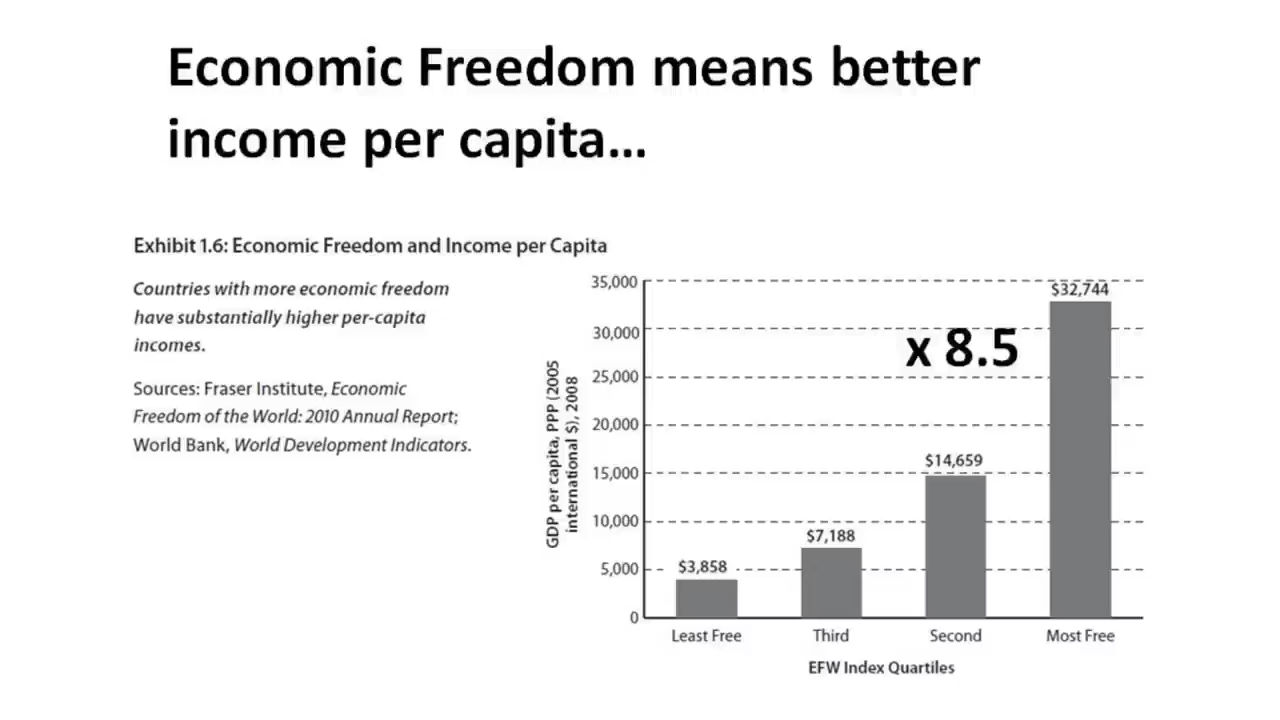 Economic Freedom means better
income per capita...
Exhibit 1.6: Economic Freedom and Income per Capita
Countries with more economic freedom
have substantially higher per-capita
incomes.
Sources: Fraser Institute, Economic
Freedom of the World: 2010 Annual Report;
World Bank, World Development Indicators.
GDP per capita, PPP (2005
international $), 2008
35,000
30,000
25,000
20,000
15,000
10,000
5,000
0
$3,858
$7,188
$14,659
$32,744
x 8.5
Least Free
Third
Second
Most Free
EFW Index Quartiles